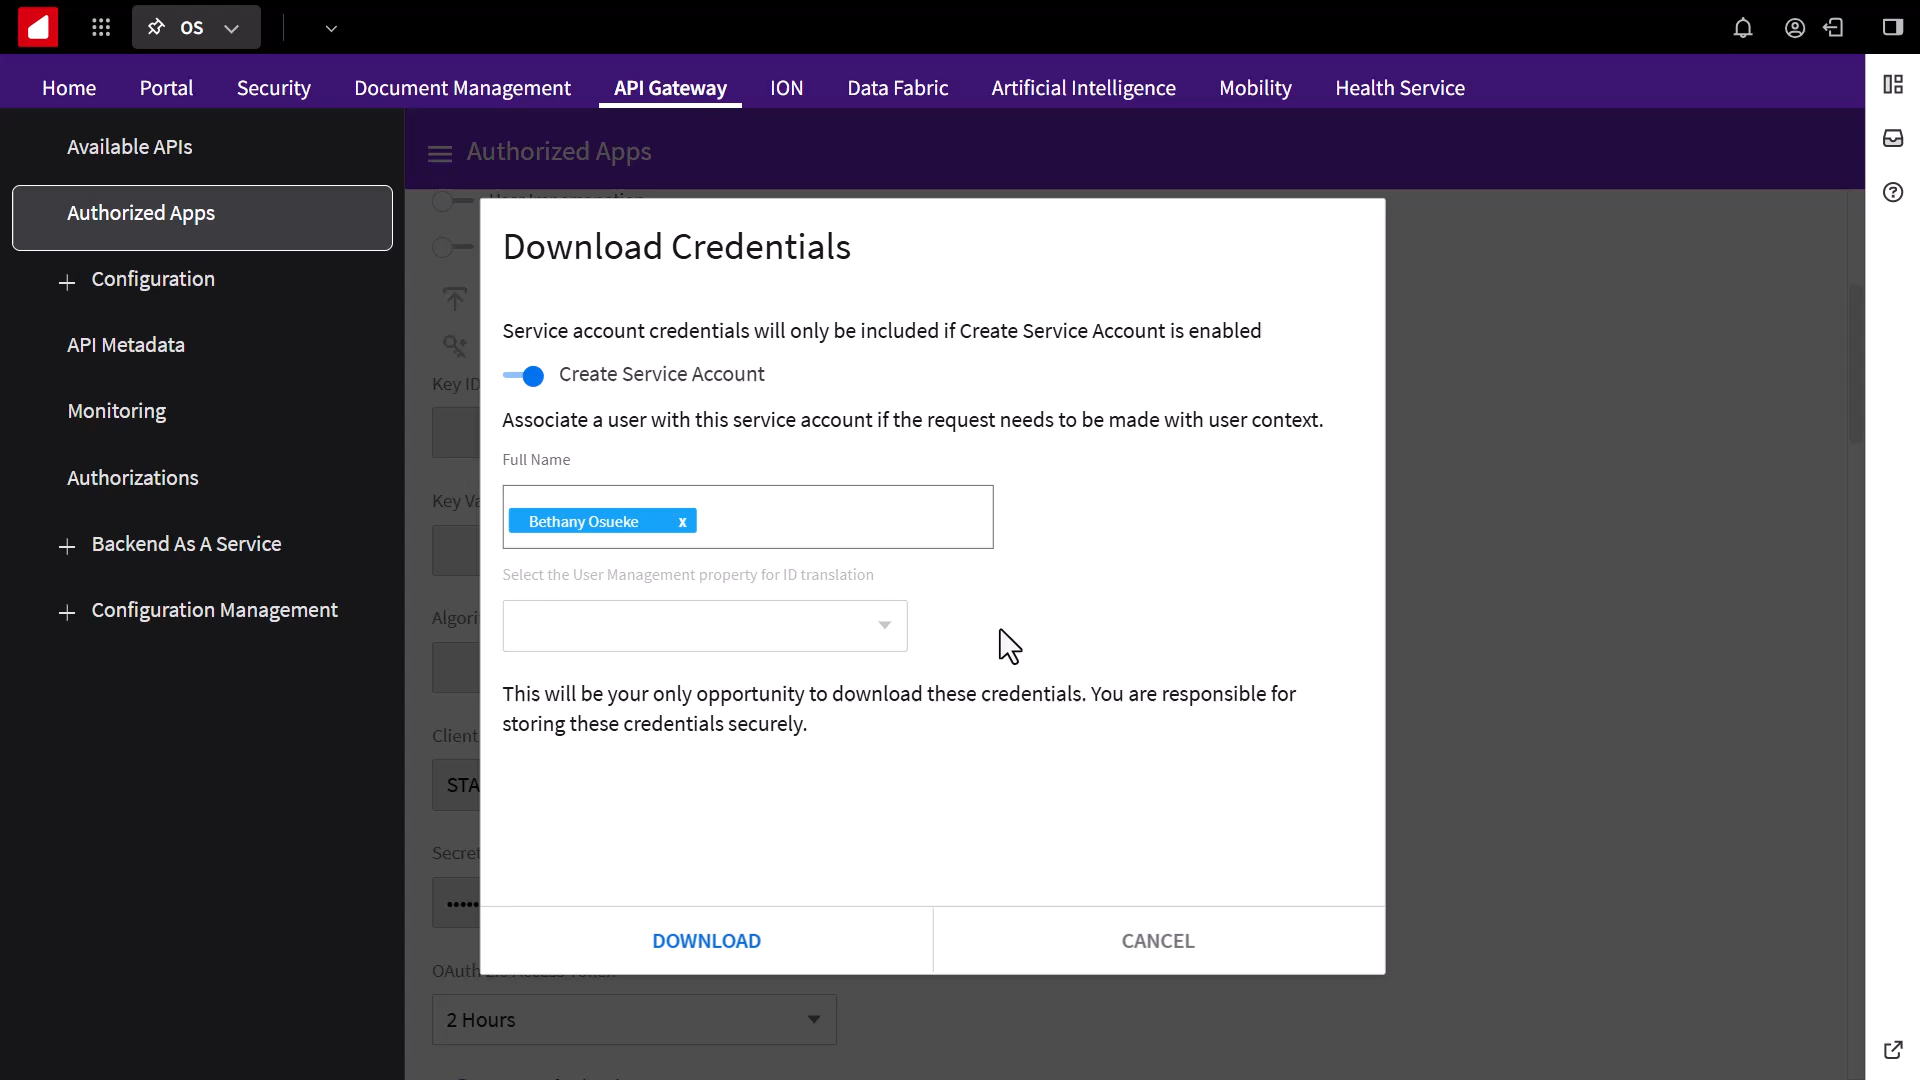 OS
Home Portal Security Document Management API Gateway ION Data Fabric Artificial Intelligence Mobility Health Service
Available APIs
Authorized Apps
Configuration
API Metadata
Monitoring
Authorizations
Backend As A Service
Configuration Management
Authorized Apps
Download Credentials
Service account credentials will only be included if Create Service Account is enabled
Create Service Account
Associate a user with this service account if the request needs to be made with user context.
Full Name
Bethany Osueke x
Select the User Management property for ID translation
This will be your only opportunity to download these credentials. You are responsible for
storing these credentials securely.
DOWNLOAD CANCEL
Key ID
Key Va
Algori
Client
STA
Secret
OAuth
2 Hours